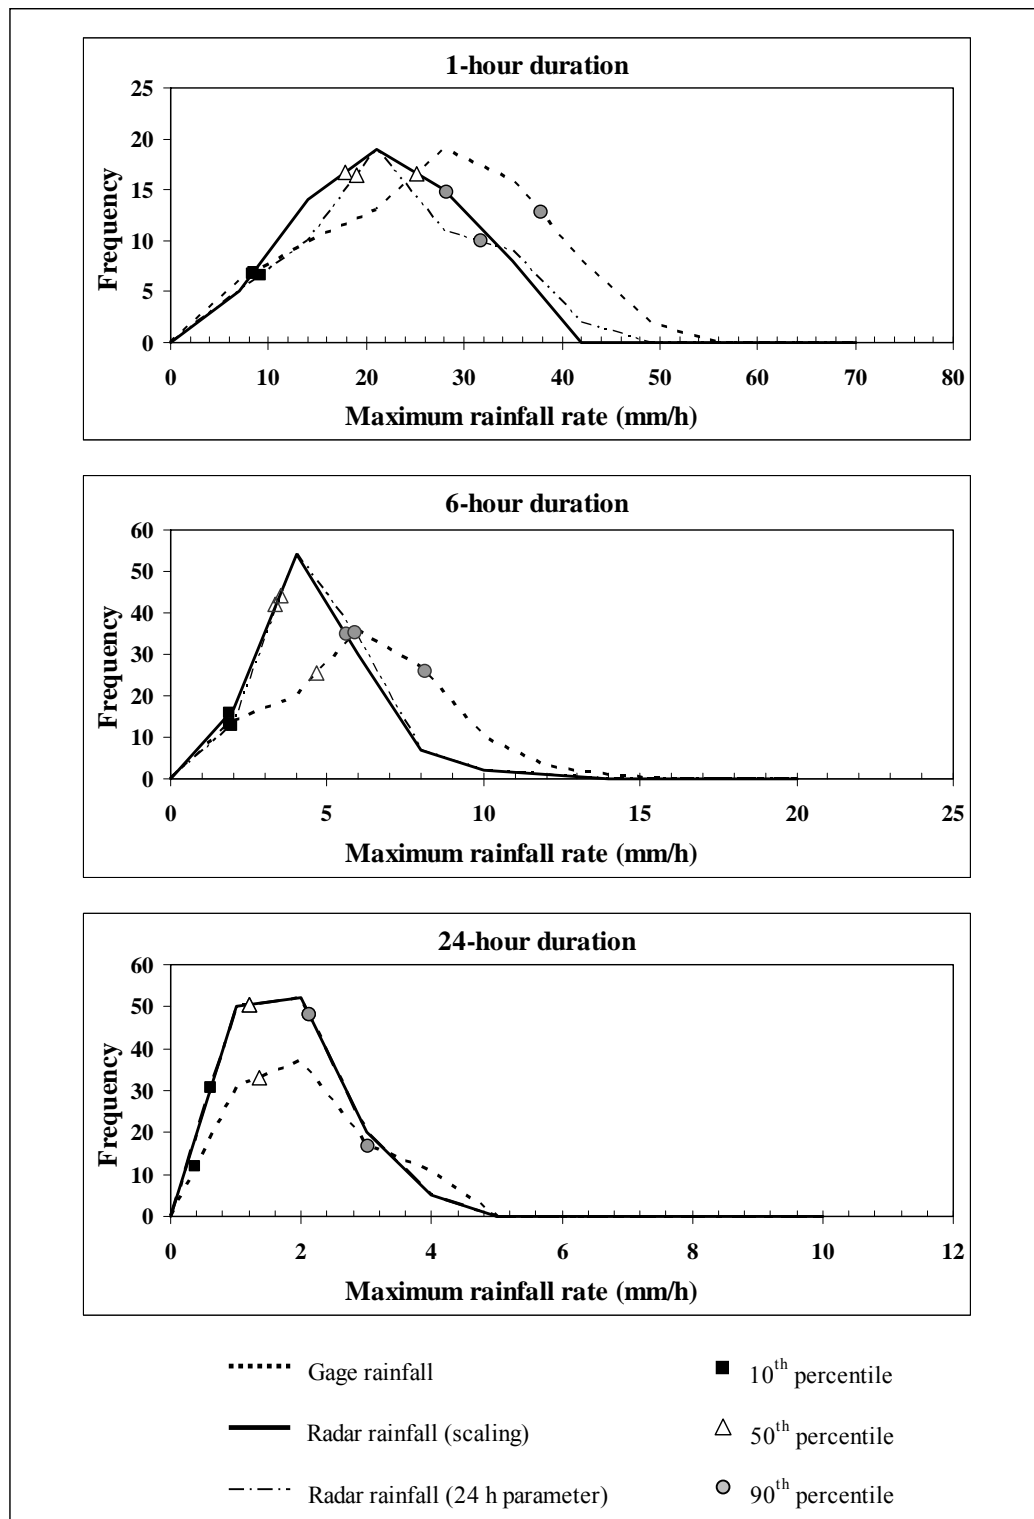 1-hour duration
25
20
15
10
5
0
Frequency
0 10 20 30 40 50 60 70 80
Maximum rainfall rate (mm/h)
6-hour duration
60
50
40
30
20
10
0
Frequency
0 5 10 15 20 25
Maximum rainfall rate (mm/h)
24-hour duration
60
50
40
30
20
10
0
Frequency
0 2 4 6 8 10 12
Maximum rainfall rate (mm/h)
Gage rainfall 10th percentile
Radar rainfall (scaling) 50th percentile
Radar rainfall (24 h parameter) 90th percentile